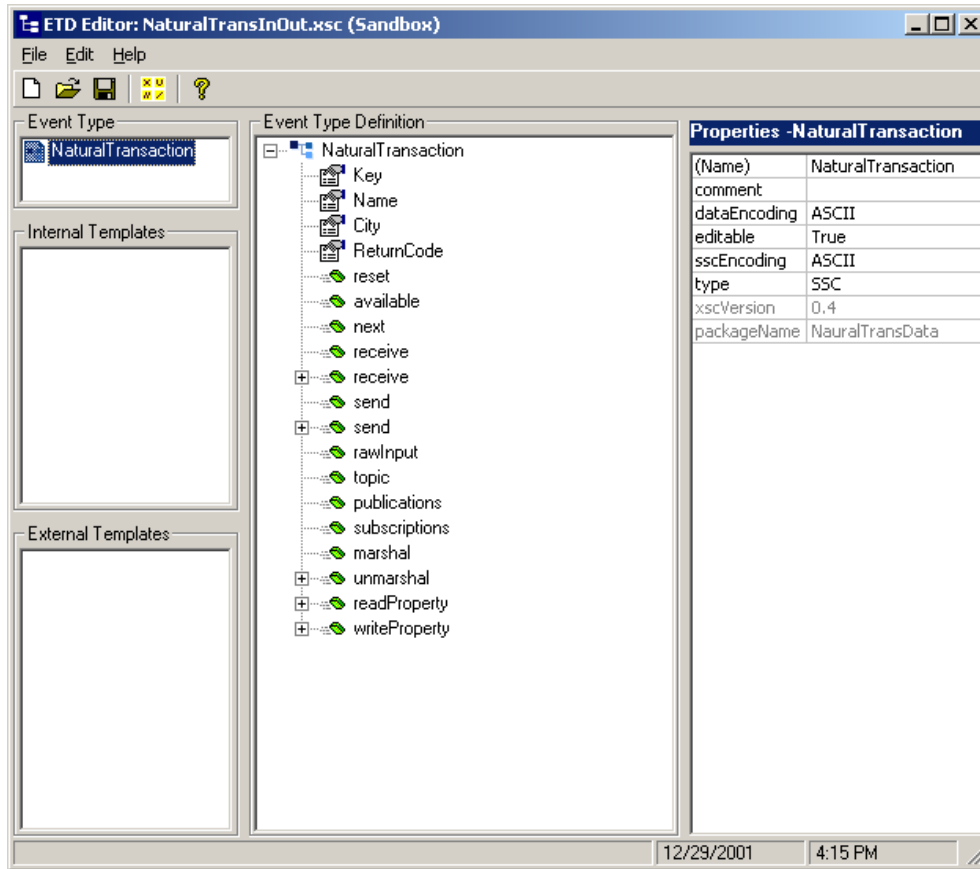 ETD Editor: NaturalTransInOut.xsc (Sandbox)
File Edit Help
Event Type
NaturalTransaction
Internal Templates
External Templates
Event Type Definition
NaturalTransaction
Key
Name
City
ReturnCode
reset
available
next
receive
receive
send
send
rawInput
topic
publications
subscriptions
marshal
unmarshal
readProperty
writeProperty
Properties -NaturalTransaction
(Name) NaturalTransaction
comment
dataEncoding ASCII
editable True
sscEncoding ASCII
type SSC
xscVersion 0.4
packageName NauralTransData
12/29/2001 4:15 PM